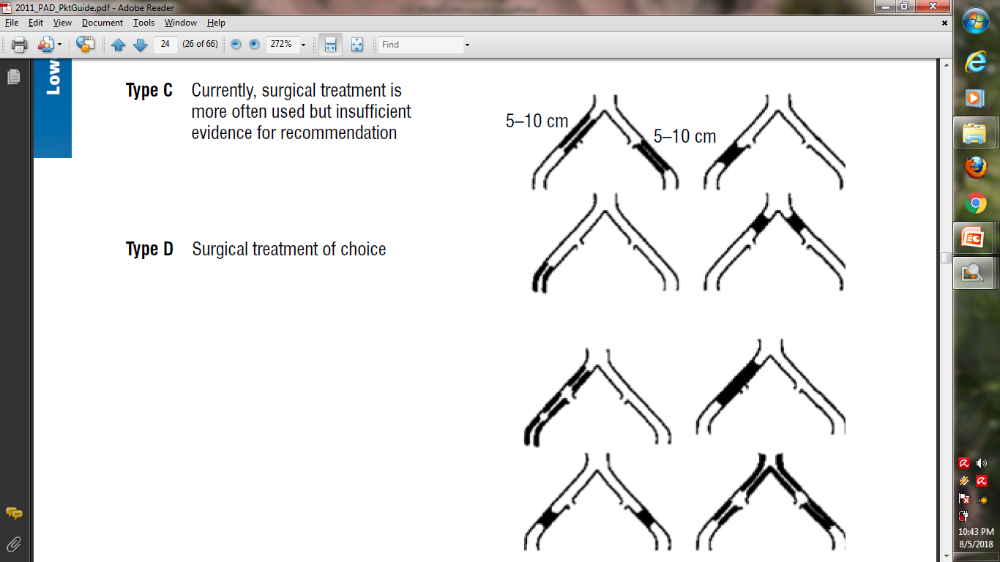 2011_PAD_PktGuide.pdf - Adobe Reader
File Edit View Document Tools Window Help
24 (26 of 66) 272% Find
Low
Type C Currently, surgical treatment is
more often used but insufficient
evidence for recommendation
5–10 cm
5–10 cm
Type D Surgical treatment of choice
10:43 PM
8/5/2018